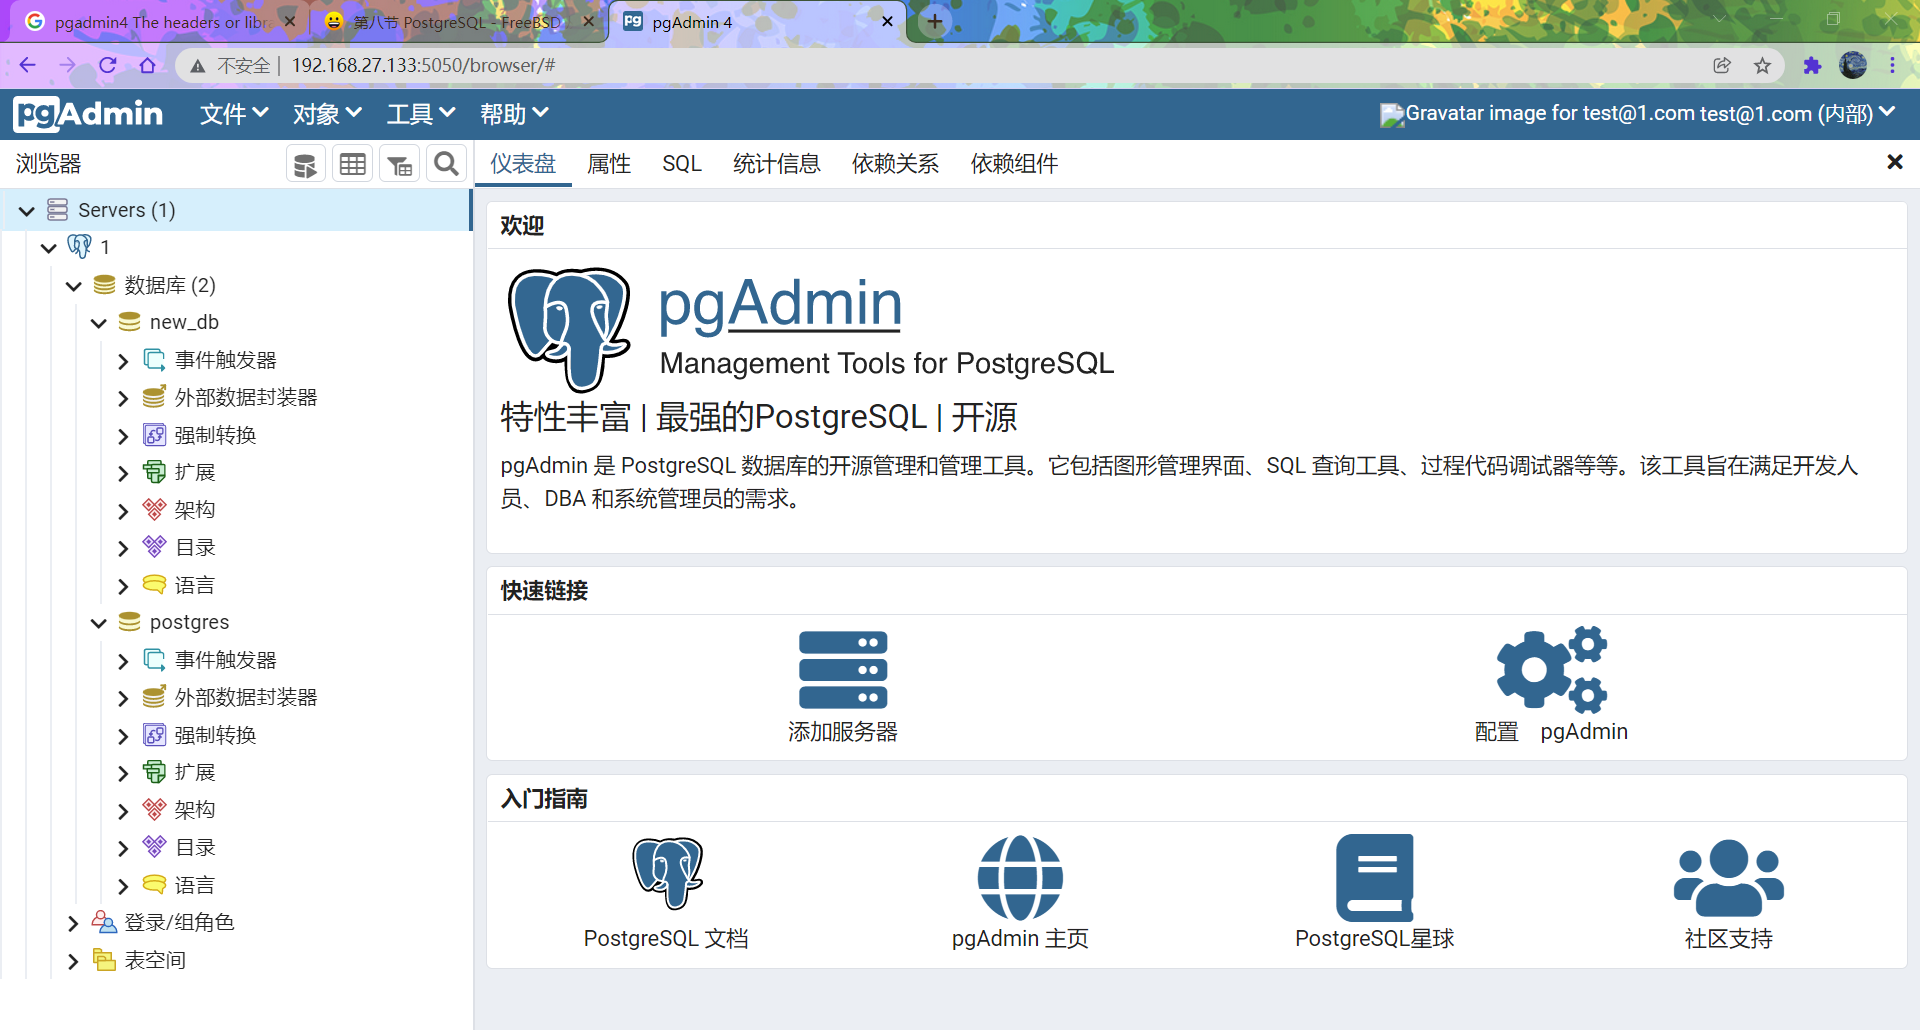 pgadmin4 The headers or libr
第八节 PostgreSQL - FreeBSD
pgAdmin 4
不安全 | 192.168.27.133:5050/browser/#
pgAdmin 文件 对象 工具 帮助 Gravatar image for test@1.com test@1.com (内部)
浏览器
仪表盘 属性 SQL 统计信息 依赖关系 依赖组件
Servers (1)
1
数据库 (2)
new_db
事件触发器
外部数据封装器
强制转换
扩展
架构
目录
语言
postgres
事件触发器
外部数据封装器
强制转换
扩展
架构
目录
语言
登录/组角色
表空间
欢迎
pgAdmin
Management Tools for PostgreSQL
特性丰富 | 最强的PostgreSQL | 开源
pgAdmin 是 PostgreSQL 数据库的开源管理和管理工具。它包括图形管理界面、SQL 查询工具、过程代码调试器等等。该工具旨在满足开发人
员、DBA 和系统管理员的需求。
快速链接
添加服务器
配置 pgAdmin
入门指南
PostgreSQL 文档
pgAdmin 主页
PostgreSQL星球
社区支持